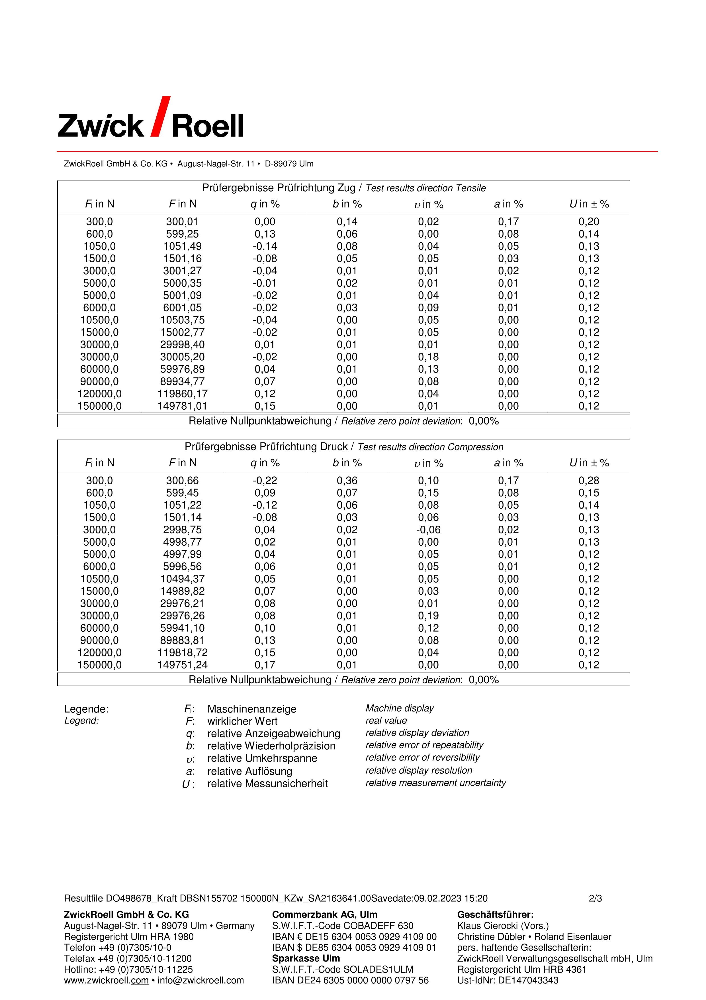 Zwick / Roell
ZwickRoell GmbH & Co. KG • August-Nagel-Str. 11 • D-89079 Ulm
Prüfergebnisse Prüfrichtung Zug / Test results direction Tensile
Fi in N F in N q in % b in % υ in % a in % U in ± %
300,0 300,01 0,00 0,14 0,02 0,17 0,20
600,0 599,25 0,13 0,06 0,00 0,08 0,14
1050,0 1051,49 -0,14 0,08 0,04 0,05 0,13
1500,0 1501,16 -0,08 0,05 0,05 0,03 0,13
3000,0 3001,27 -0,04 0,01 0,01 0,02 0,12
5000,0 5000,35 -0,01 0,02 0,01 0,01 0,12
5000,0 5001,09 -0,02 0,01 0,04 0,01 0,12
6000,0 6001,05 -0,02 0,03 0,09 0,01 0,12
10500,0 10503,75 -0,04 0,00 0,05 0,00 0,12
15000,0 15002,77 -0,02 0,01 0,05 0,00 0,12
30000,0 29998,40 0,01 0,01 0,01 0,00 0,12
30000,0 30005,20 -0,02 0,00 0,18 0,00 0,12
60000,0 59976,89 0,04 0,01 0,13 0,00 0,12
90000,0 89934,77 0,07 0,00 0,08 0,00 0,12
120000,0 119860,17 0,12 0,00 0,04 0,00 0,12
150000,0 149781,01 0,15 0,00 0,01 0,00 0,12
Relative Nullpunktabweichung / Relative zero point deviation: 0,00%
Prüfergebnisse Prüfrichtung Druck / Test results direction Compression
Fi in N F in N q in % b in % υ in % a in % U in ± %
300,0 300,66 -0,22 0,36 0,10 0,17 0,28
600,0 599,45 0,09 0,07 0,15 0,08 0,15
1050,0 1051,22 -0,12 0,06 0,08 0,05 0,14
1500,0 1501,14 -0,08 0,03 0,06 0,03 0,13
3000,0 2998,75 0,04 0,02 -0,06 0,02 0,13
5000,0 4998,77 0,02 0,01 0,00 0,01 0,13
5000,0 4997,99 0,04 0,01 0,05 0,01 0,12
6000,0 5996,56 0,06 0,01 0,05 0,01 0,12
10500,0 10494,37 0,05 0,01 0,05 0,00 0,12
15000,0 14989,82 0,07 0,00 0,03 0,00 0,12
30000,0 29976,21 0,08 0,00 0,01 0,00 0,12
30000,0 29976,26 0,08 0,01 0,19 0,00 0,12
60000,0 59941,10 0,10 0,01 0,12 0,00 0,12
90000,0 89883,81 0,13 0,00 0,08 0,00 0,12
120000,0 119818,72 0,15 0,00 0,04 0,00 0,12
150000,0 149751,24 0,17 0,01 0,00 0,00 0,12
Relative Nullpunktabweichung / Relative zero point deviation: 0,00%
Legende: Fi: Maschinenanzeige Machine display
Legend: F: wirklicher Wert real value
q: relative Anzeigeabweichung relative display deviation
b: relative Wiederholpräzision relative error of repeatability
υ: relative Umkehrspanne relative error of reversibility
a: relative Auflösung relative display resolution
U : relative Messunsicherheit relative measurement uncertainty
Resultfile DO498678_Kraft DBSN155702 150000N_KZw_SA2163641.00Savedate:09.02.2023 15:20 2/3
ZwickRoell GmbH & Co. KG
August-Nagel-Str. 11 • 89079 Ulm • Germany
Registergericht Ulm HRA 1980
Telefon +49 (0)7305/10-0
Telefax +49 (0)7305/10-11200
Hotline: +49 (0)7305/10-11225
www.zwickroell.com • info@zwickroell.com
Commerzbank AG, Ulm
S.W.I.F.T.-Code COBADEFF 630
IBAN € DE15 6304 0053 0929 4109 00
IBAN $ DE85 6304 0053 0929 4109 01
Sparkasse Ulm
S.W.I.F.T.-Code SOLADES1ULM
IBAN DE24 6305 0000 0000 0797 56
Geschäftsführer:
Klaus Cierocki (Vors.)
Christine Dübler • Roland Eisenlauer
pers. haftende Gesellschafterin:
ZwickRoell Verwaltungsgesellschaft mbH, Ulm
Registergericht Ulm HRB 4361
Ust-IdNr: DE147043343